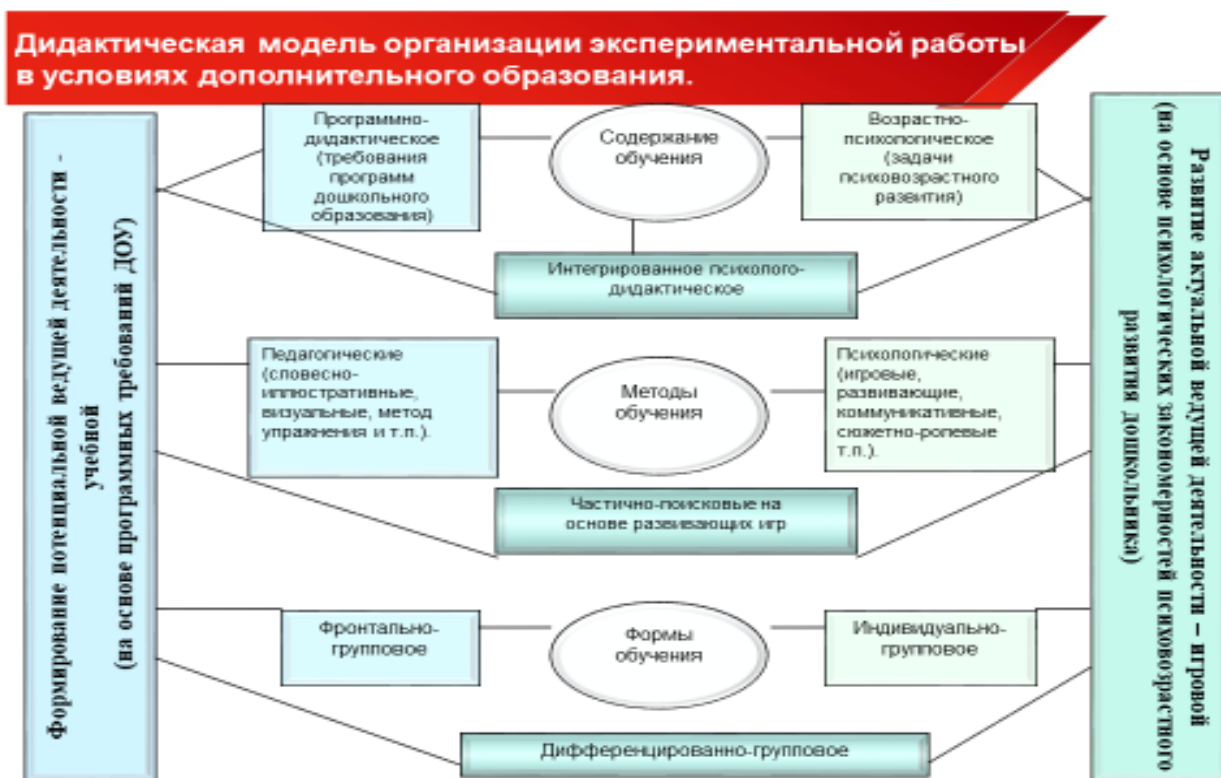 Дидактическая модель организации экспериментальной работы
в условиях дополнительного образования.
Формирование потенциальной ведущей деятельности -
учебной
(на основе программных требований ДОУ)
Программно-
дидактическое
(требования
программ
дошкольного
образования)
Содержание
обучения
Возрастно-
психологическое
(задачи
психовозрастного
развития)
Интегрированное психолого-
дидактическое
Педагогические
(словесно-
иллюстративные,
визуальные, метод
упражнения и т.п.).
Методы
обучения
Психологические
(игровые,
развивающие,
коммуникативные,
сюжетно-ролевые
т.п.).
Частично-поисковые на
основе развивающих игр
Фронтально-
групповое
Формы
обучения
Индивидуально-
групповое
Дифференцированно-групповое
Развитие актуальной ведущей деятельности – игровой
(на основе психологических закономерностей психовозрастного
развития дошкольника)